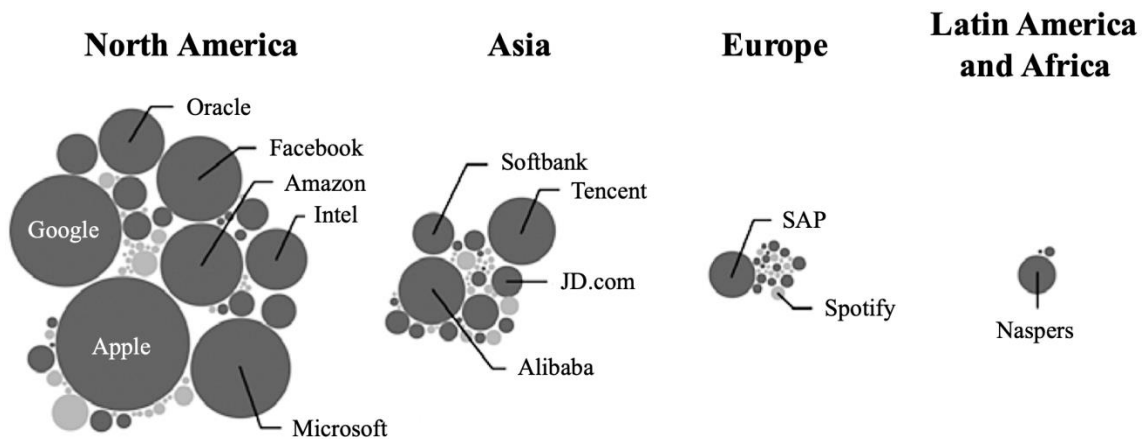 North America
Asia
Europe
Latin America
and Africa
Oracle
Facebook
Amazon
Intel
Google
Apple
Microsoft
Softbank
Tencent
JD.com
Alibaba
SAP
Spotify
Naspers